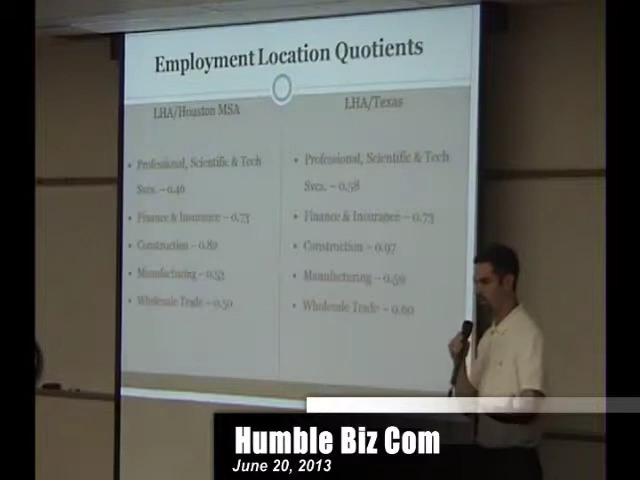 Employment Location Quotients
LHA/Houston MSA
• Professional, Scientific & Tech
Svcs. – 0.46
• Finance & Insurance – 0.73
• Construction – 0.89
• Manufacturing – 0.53
• Wholesale Trade – 0.50
LHA/Texas
• Professional, Scientific & Tech
Svcs. – 0.58
• Finance & Insurance – 0.73
• Construction – 0.97
• Manufacturing – 0.59
• Wholesale Trade – 0.60
Humble Biz Com
June 20, 2013